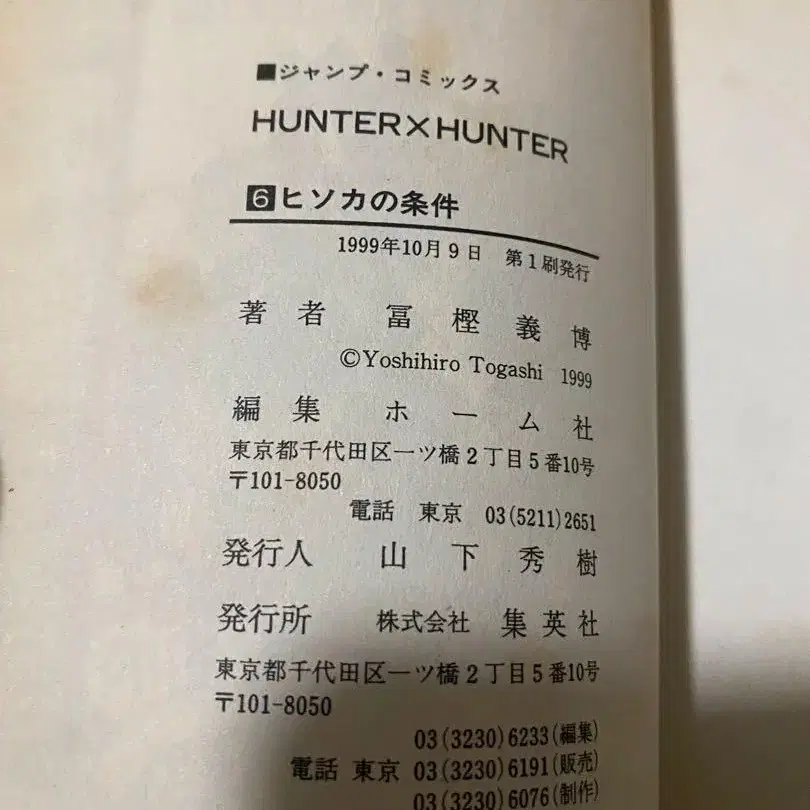 ■ジャンプ・コミックス
HUNTER×HUNTER
6 ヒソカの条件
1999年10月9日 第1刷発行
著者 冨樫義博
©Yoshihiro Togashi 1999
編集 ホーム社
東京都千代田区一ツ橋2丁目5番10号
〒101-8050
電話 東京 03(5211)2651
発行人 山下秀樹
発行所 株式会社 集英社
東京都千代田区一ツ橋2丁目5番10号
〒101-8050
03(3230)6233(編集)
電話 東京 03(3230)6191(販売)
03(3230)6076(制作)